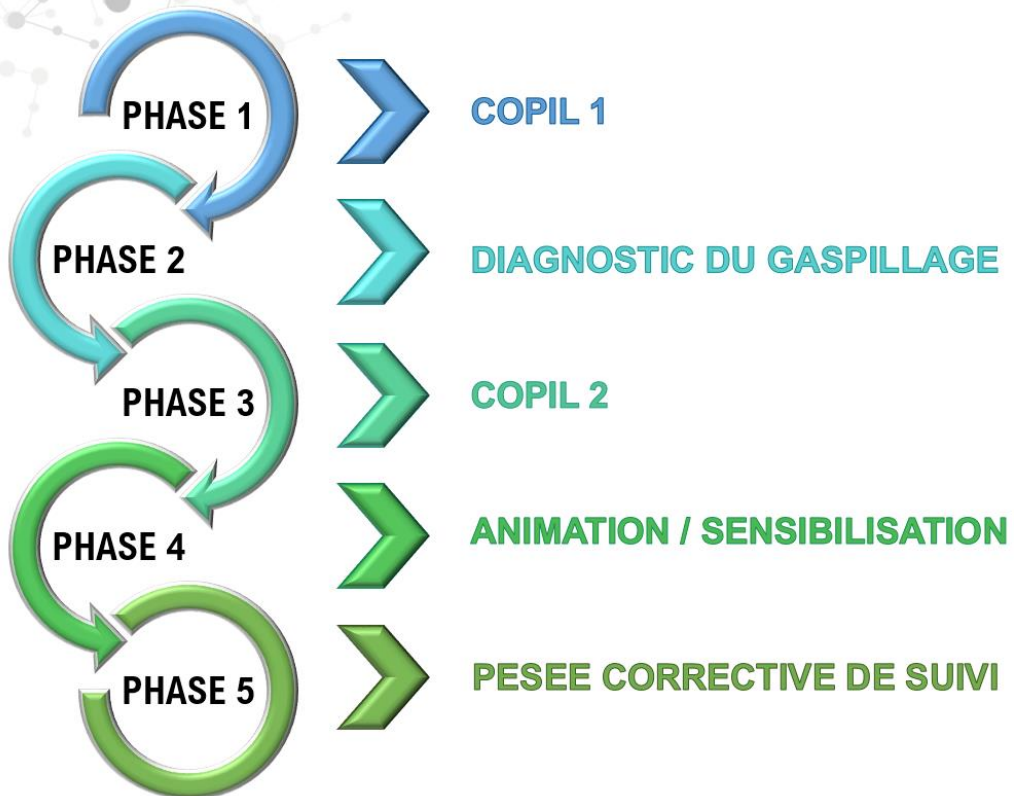 PHASE 1
COPIL 1
PHASE 2
DIAGNOSTIC DU GASPILLAGE
PHASE 3
COPIL 2
PHASE 4
ANIMATION / SENSIBILISATION
PHASE 5
PESEE CORRECTIVE DE SUIVI